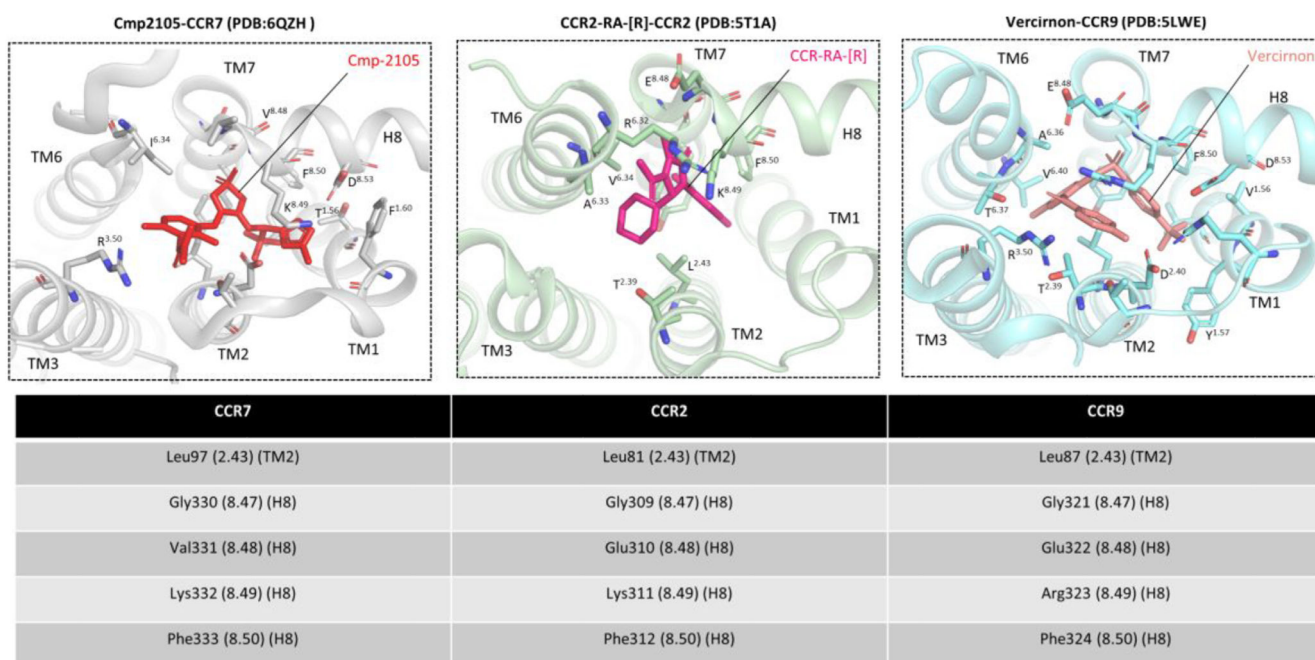 Cmp2105-CCR7 (PDB:6QZH )
CCR2-RA-[R]-CCR2 (PDB:5T1A)
Vercirnon-CCR9 (PDB:5LWE)
Cmp-2105
TM7
V8.48
I6.34
TM6
H8
F8.50
D8.53
K8.49
T1.56
F1.60
R3.50
TM3
TM2
TM1
TM7
CCR-RA-[R]
E8.48
TM6
R6.32
H8
F8.50
V6.34
K8.49
A6.33
TM1
L2.43
T2.39
TM3
TM2
TM7
Vercirnon
TM6
E8.48
H8
A6.36
F8.50
D8.53
V6.40
V1.56
T6.37
R3.50
D2.40
T2.39
TM1
TM3
TM2
Y1.57
CCR7 CCR2 CCR9
Leu97 (2.43) (TM2) Leu81 (2.43) (TM2) Leu87 (2.43) (TM2)
Gly330 (8.47) (H8) Gly309 (8.47) (H8) Gly321 (8.47) (H8)
Val331 (8.48) (H8) Glu310 (8.48) (H8) Glu322 (8.48) (H8)
Lys332 (8.49) (H8) Lys311 (8.49) (H8) Arg323 (8.49) (H8)
Phe333 (8.50) (H8) Phe312 (8.50) (H8) Phe324 (8.50) (H8)